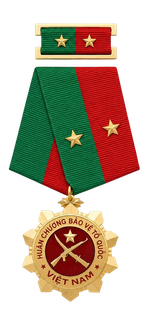 HUÂN CHƯƠNG BẢO VỆ TỔ QUỐC
VIỆT NAM